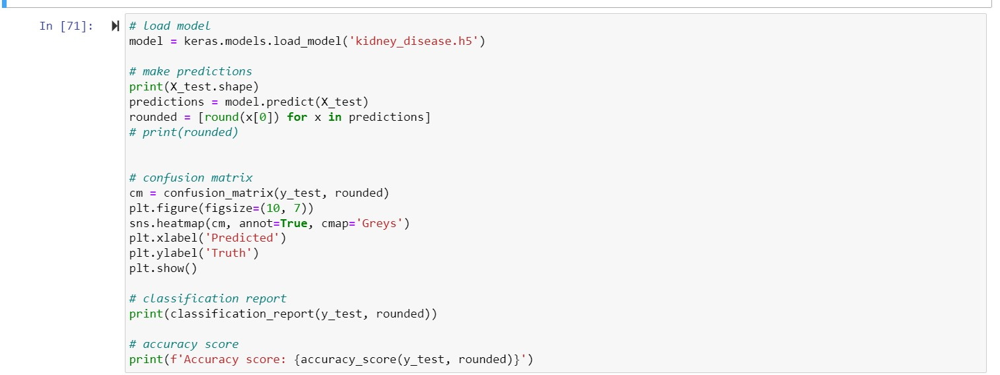 In [71]:
# load model
model = keras.models.load_model('kidney_disease.h5')
# make predictions
print(X_test.shape)
predictions = model.predict(X_test)
rounded = [round(x[0]) for x in predictions]
# print(rounded)
# confusion matrix
cm = confusion_matrix(y_test, rounded)
plt.figure(figsize=(10, 7))
sns.heatmap(cm, annot=True, cmap='Greys')
plt.xlabel('Predicted')
plt.ylabel('Truth')
plt.show()
# classification report
print(classification_report(y_test, rounded))
# accuracy score
print(f'Accuracy score: {accuracy_score(y_test, rounded)}')